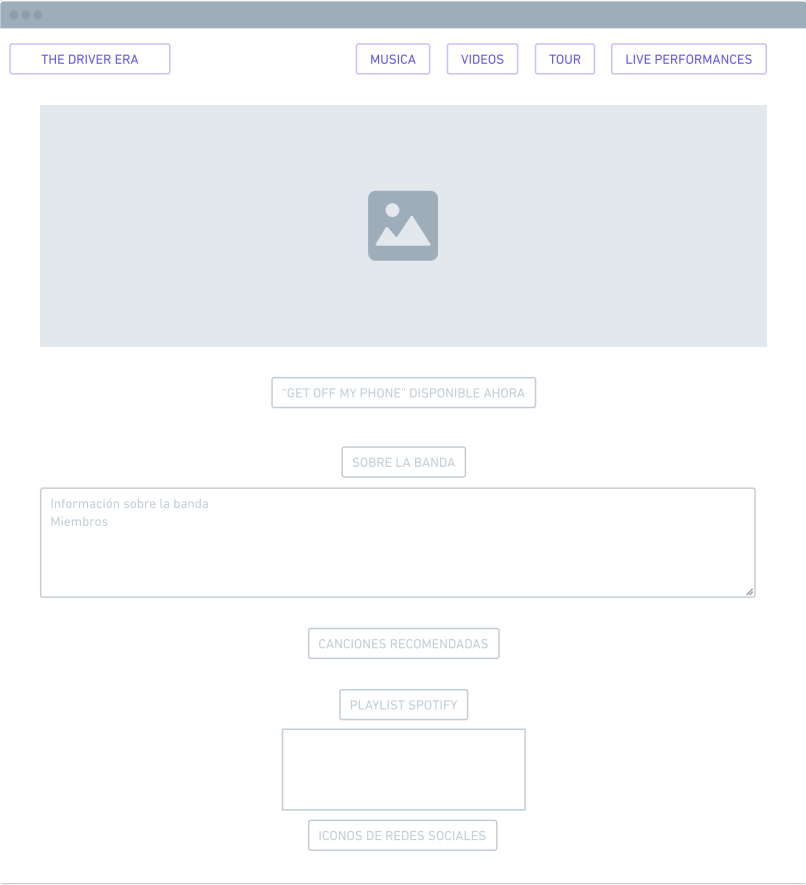 THE DRIVER ERA
MUSICA
VIDEOS
TOUR
LIVE PERFORMANCES
"GET OFF MY PHONE" DISPONIBLE AHORA
SOBRE LA BANDA
Información sobre la banda
Miembros
CANCIONES RECOMENDADAS
PLAYLIST SPOTIFY
ICONOS DE REDES SOCIALES